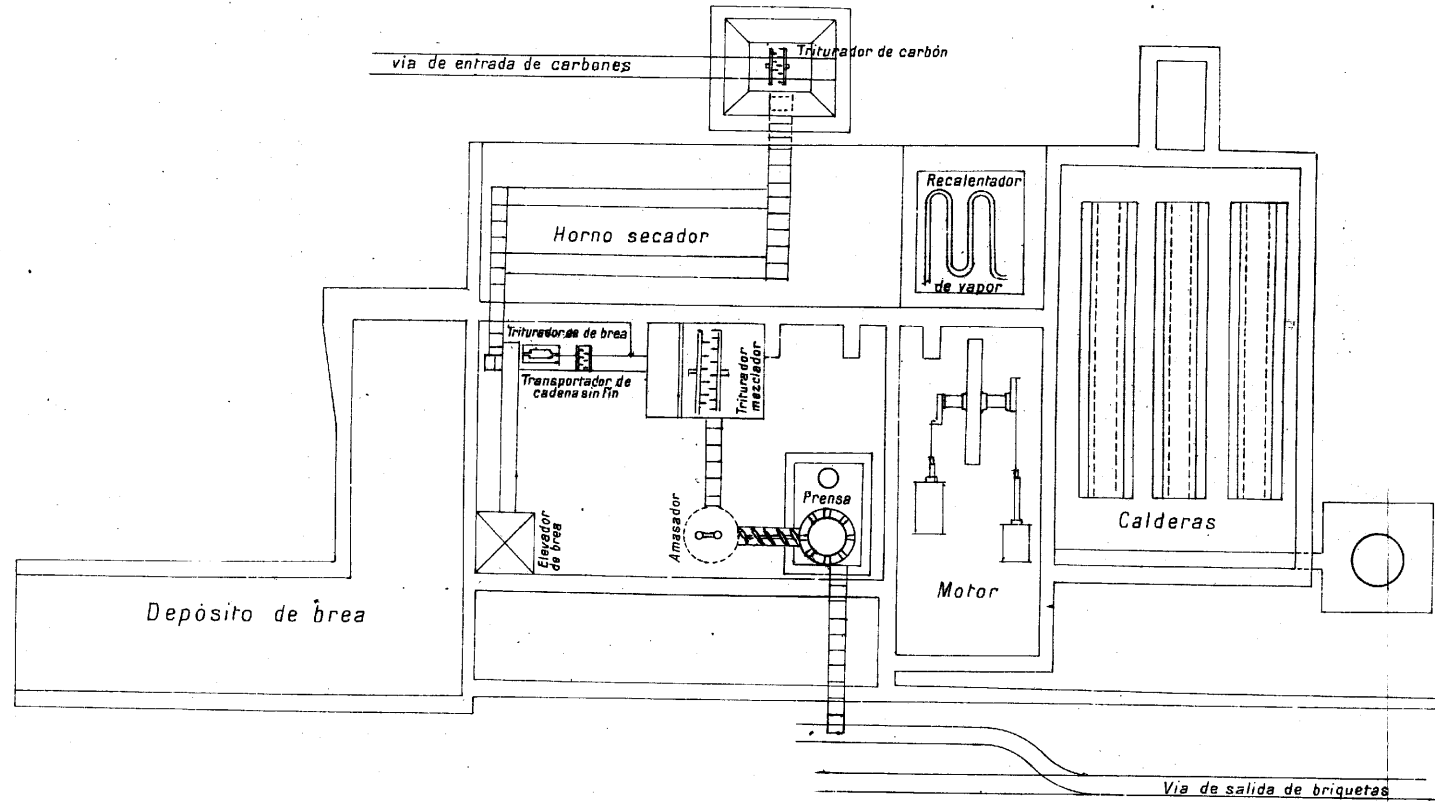 Triturador de carbón
via de entrada de carbones
Recalentador
de vapor
Horno secador
Trituradores de brea
Transportador de
cadena sin fin
Triturador
mezclador
Prensa
Amasador
Elevador
de brea
Calderas
Motor
Depósito de brea
Via de salida de briquetas